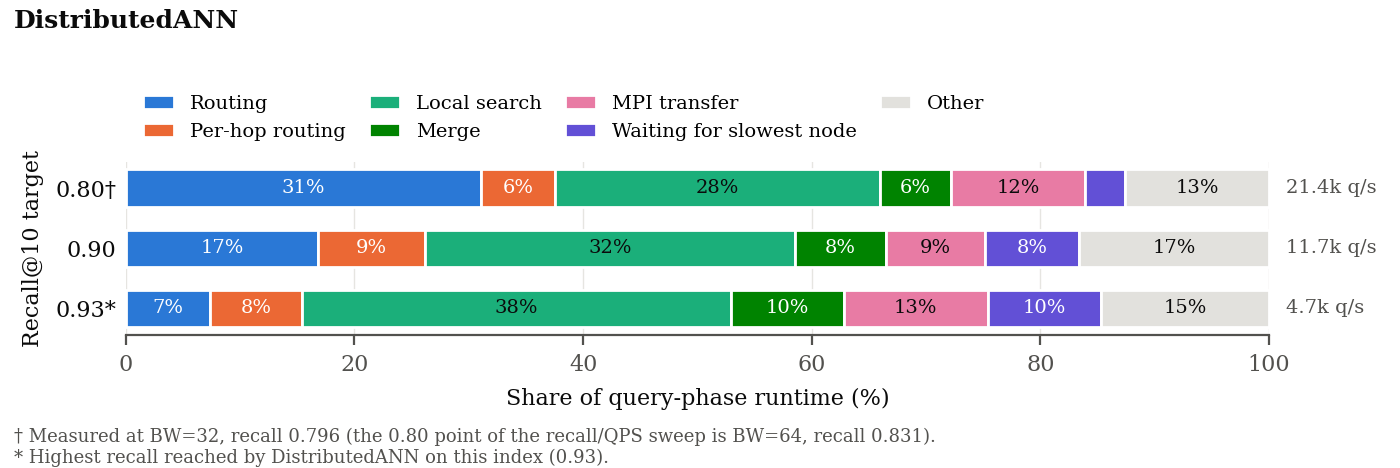 DistributedANN
Routing
Local search
MPI transfer
Other
Per-hop routing
Merge
Waiting for slowest node
Recall@10 target
0.80†
31%
6%
28%
6%
12%
13%
21.4k q/s
0.90
17%
9%
32%
8%
9%
8%
17%
11.7k q/s
0.93*
7%
8%
38%
10%
13%
10%
15%
4.7k q/s
0
20
40
60
80
100
Share of query-phase runtime (%)
† Measured at BW=32, recall 0.796 (the 0.80 point of the recall/QPS sweep is BW=64, recall 0.831).
* Highest recall reached by DistributedANN on this index (0.93).